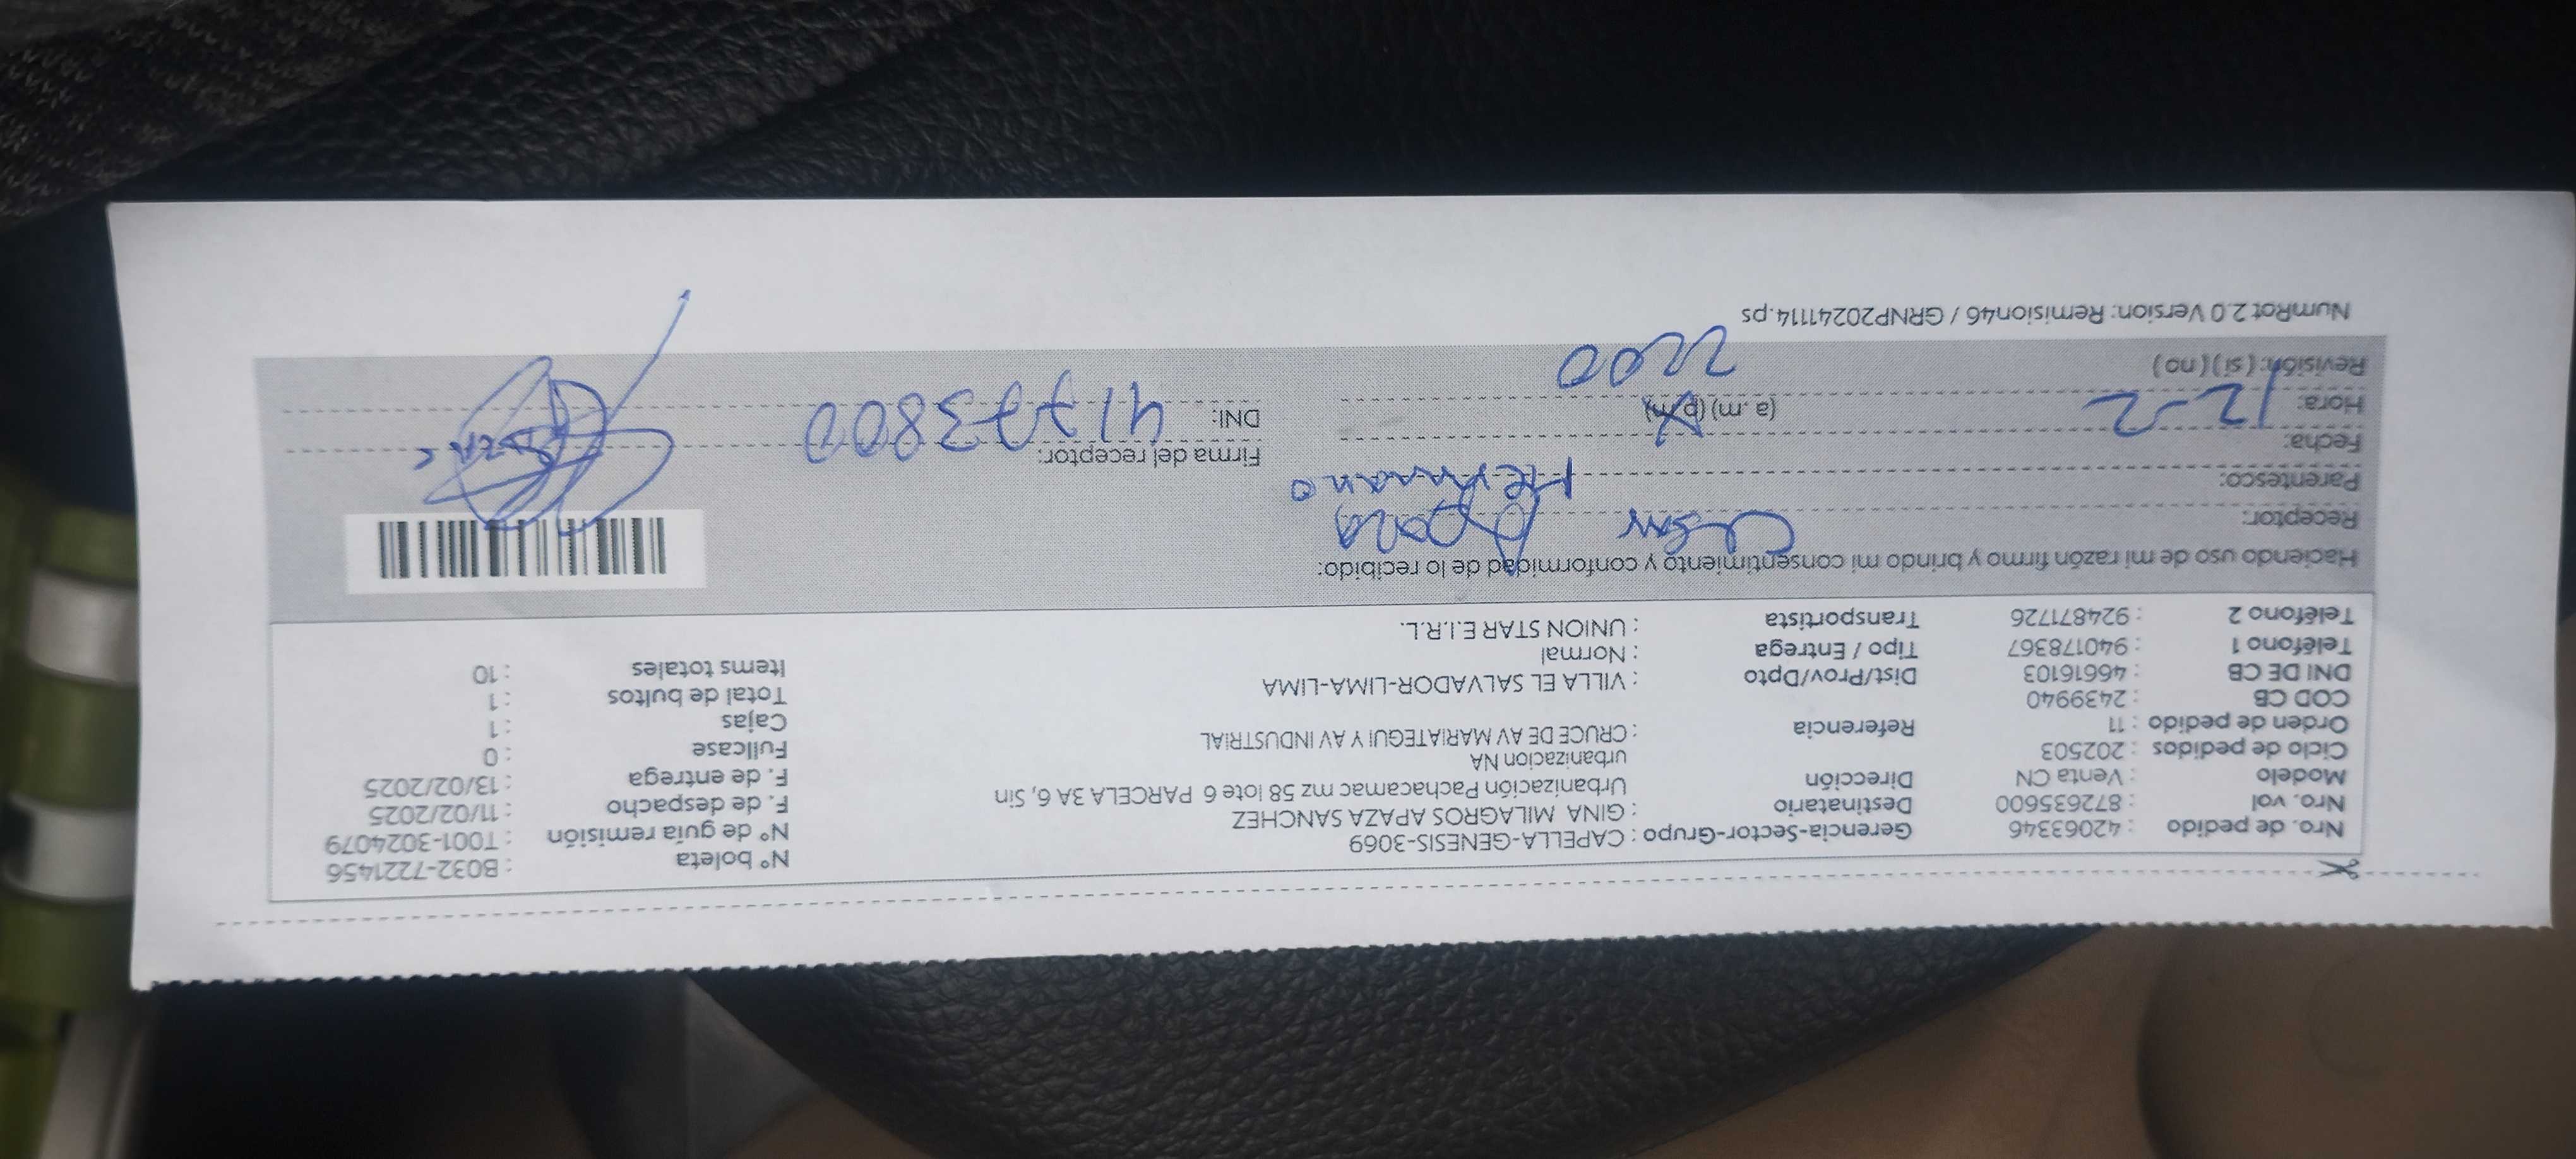 Nro. de pedido : 42063346 Gerencia-Sector-Grupo : CAPELLA-GENESIS-3069 N° boleta : B032-7221456
Nro. vol : 872635600 Destinatario : GINA MILAGROS APAZA SANCHEZ N° de guía remisión : T001-3024079
Modelo : Venta CN Dirección Urbanización Pachacamac mz 58 lote 6 PARCELA 3A 6, Sin F. de despacho : 11/02/2025
urbanizacion NA F. de entrega : 13/02/2025
Ciclo de pedidos : 202503 Referencia : CRUCE DE AV MARIATEGUI Y AV INDUSTRIAL Fullcase : 0
Orden de pedido : 11 Cajas : 1
COD CB : 2439940 Dist/Prov/Dpto : VILLA EL SALVADOR-LIMA-LIMA Total de bultos : 1
DNI DE CB : 46616103 Tipo / Entrega : Normal Items totales : 10
Teléfono 1 : 940178367 Transportista : UNION STAR E.I.R.L.
Teléfono 2 : 924871726
Haciendo uso de mi razón firmo y brindo mi consentimiento y conformidad de lo recibido:
Receptor: Cesar Apaza
Parentesco: Hermano
Fecha: 12-2 Firma del receptor:
Hora: (a. m) (p. m) 2200 DNI: 41773800
Revisión: ( si ) ( no )
NumRot 2.0 Version: Remision46 / GRNP20241114.ps